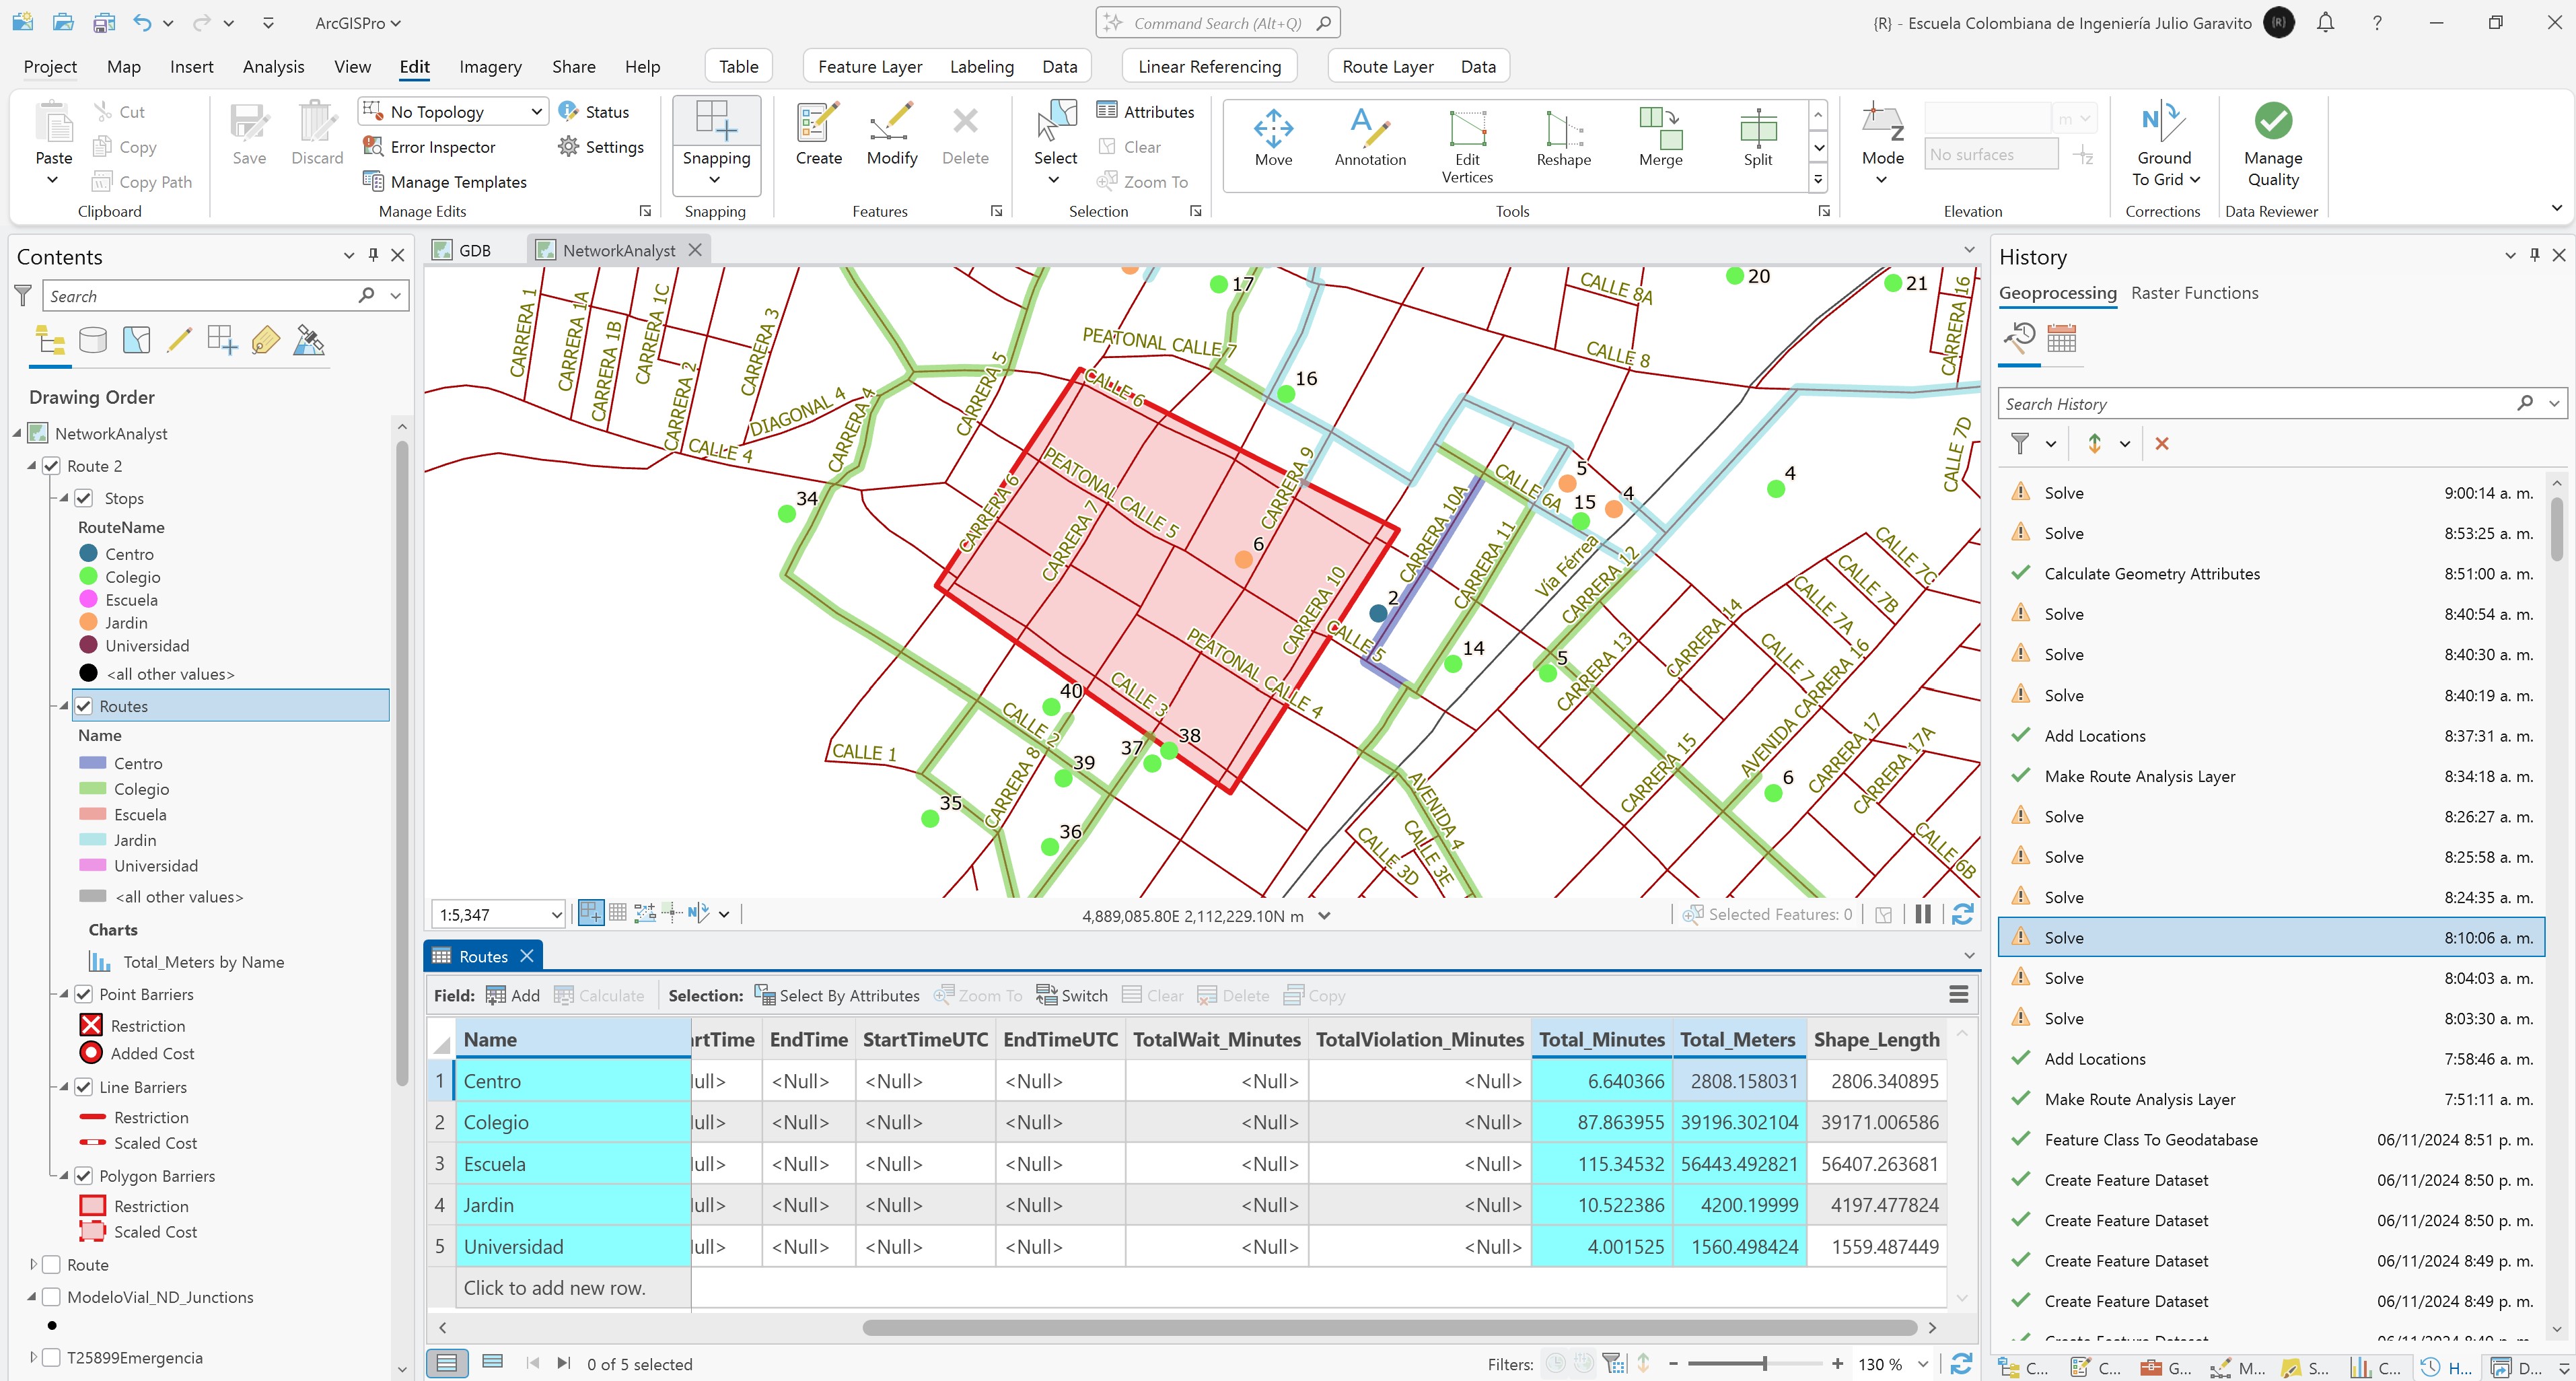 ArcGISPro
Command Search (Alt+Q)
{R} - Escuela Colombiana de Ingeniería Julio Garavito
{R}
Project Map Insert Analysis View Edit Imagery Share Help Table Feature Layer Labeling Data Linear Referencing Route Layer Data
Paste
Cut
Copy
Copy Path
Clipboard
Save
Discard
No Topology
Error Inspector
Manage Templates
Status
Settings
Manage Edits
Snapping
Snapping
Create
Modify
Delete
Features
Select
Attributes
Clear
Zoom To
Selection
Move
Annotation
Edit Vertices
Reshape
Merge
Split
Tools
Mode
m
No surfaces
Elevation
Ground To Grid
Corrections
Manage Quality
Data Reviewer
Contents
Search
Drawing Order
NetworkAnalyst
Route 2
Stops
RouteName
Centro
Colegio
Escuela
Jardin
Universidad
<all other values>
Routes
Name
Centro
Colegio
Escuela
Jardin
Universidad
<all other values>
Charts
Total_Meters by Name
Point Barriers
Restriction
Added Cost
Line Barriers
Restriction
Scaled Cost
Polygon Barriers
Restriction
Scaled Cost
Route
ModeloVial_ND_Junctions
T25899Emergencia
GDB
NetworkAnalyst
CARRERA 1
CARRERA 1A
CARRERA 1B
CARRERA 1C
CARRERA 2
CARRERA 3
DIAGONAL 4
CALLE 4
CARRERA 4
CARRERA 5
PEATONAL CALLE 7
17
CALLE 8A
20
21
CARRERA 16
CALLE 8
16
CALLE 6
CARRERA 9
CARRERA 6
PEATONAL CALLE 5
CARRERA 7
6
CARRERA 10
34
CARRERA 10A
CALLE 6A
5
15
4
4
CALLE 7D
CARRERA 11
Vía Férrea
CARRERA 12
2
CALLE 5
14
5
CARRERA 13
CARRERA 14
CALLE 7C
CALLE 7B
CALLE 7A
CALLE 7
AVENIDA CARRERA 16
CARRERA 17
CARRERA 17A
CARRERA 15
6
CALLE 6B
PEATONAL CALLE 4
CALLE 3
40
CALLE 2
37
38
39
CALLE 1
CARRERA 8
35
36
AVENIDA 4
CALLE 3E
CALLE 3D
1:5,347
4,889,085.80E 2,112,229.10N m
Selected Features: 0
Routes
Field: Add Calculate Selection: Select By Attributes Zoom To Switch Clear Delete Copy
Name rtTime EndTime StartTimeUTC EndTimeUTC TotalWait_Minutes TotalViolation_Minutes Total_Minutes Total_Meters Shape_Length
1 Centro ull> <Null> <Null> <Null> <Null> <Null> 6.640366 2808.158031 2806.340895
2 Colegio ull> <Null> <Null> <Null> <Null> <Null> 87.863955 39196.302104 39171.006586
3 Escuela ull> <Null> <Null> <Null> <Null> <Null> 115.34532 56443.492821 56407.263681
4 Jardin ull> <Null> <Null> <Null> <Null> <Null> 10.522386 4200.19999 4197.477824
5 Universidad ull> <Null> <Null> <Null> <Null> <Null> 4.001525 1560.498424 1559.487449
Click to add new row.
0 of 5 selected
Filters:
130 %
History
Geoprocessing Raster Functions
Search History
Solve 9:00:14 a. m.
Solve 8:53:25 a. m.
Calculate Geometry Attributes 8:51:00 a. m.
Solve 8:40:54 a. m.
Solve 8:40:30 a. m.
Solve 8:40:19 a. m.
Add Locations 8:37:31 a. m.
Make Route Analysis Layer 8:34:18 a. m.
Solve 8:26:27 a. m.
Solve 8:25:58 a. m.
Solve 8:24:35 a. m.
Solve 8:10:06 a. m.
Solve 8:04:03 a. m.
Solve 8:03:30 a. m.
Add Locations 7:58:46 a. m.
Make Route Analysis Layer 7:51:11 a. m.
Feature Class To Geodatabase 06/11/2024 8:51 p. m.
Create Feature Dataset 06/11/2024 8:50 p. m.
Create Feature Dataset 06/11/2024 8:50 p. m.
Create Feature Dataset 06/11/2024 8:49 p. m.
Create Feature Dataset 06/11/2024 8:49 p. m.
Create Feature Dataset 06/11/2024 8:49 p. m.
C... C... G... M... S... C... H... D...